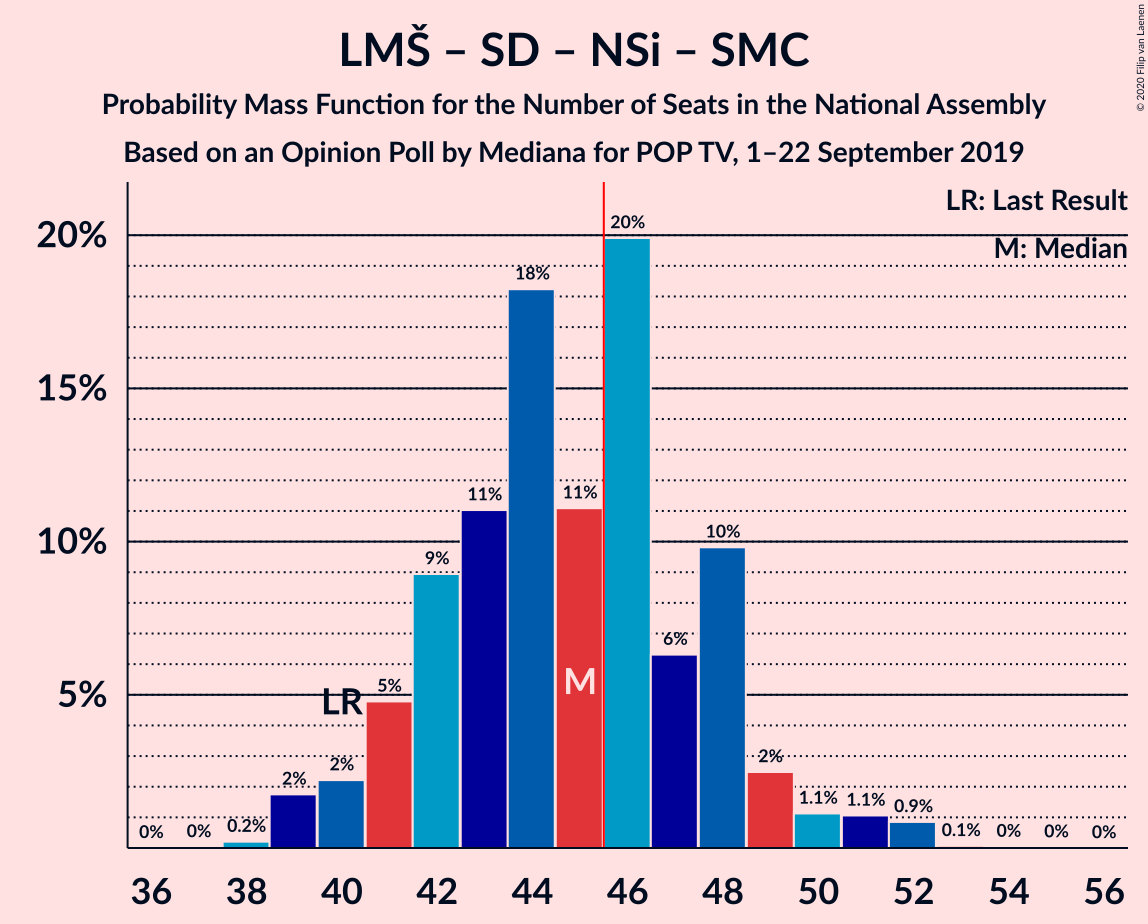 LMŠ – SD – NSi – SMC
Probability Mass Function for the Number of Seats in the National Assembly
Based on an Opinion Poll by Mediana for POP TV, 1–22 September 2019
© 2020 Filip van Laenen
LR: Last Result
M: Median
20%
15%
10%
5%
0%
0%
0.2%
2%
2%
LR
5%
9%
11%
18%
11%
M
20%
6%
10%
2%
1.1%
1.1%
0.9%
0.1%
0%
0%
0%
36 38 40 42 44 46 48 50 52 54 56